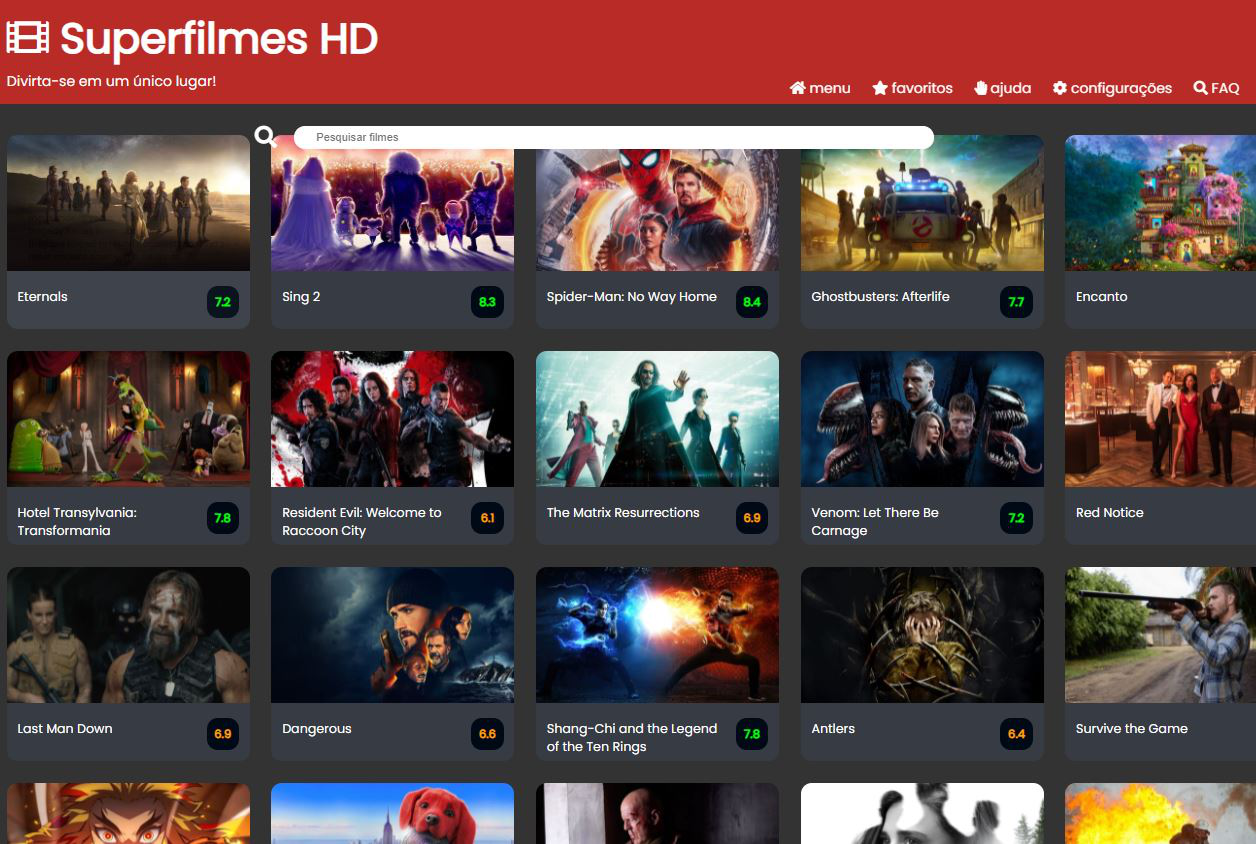 Superfilmes HD
Divirta-se em um único lugar!
menu favoritos ajuda configurações FAQ
Pesquisar filmes
Eternals 7.2
Sing 2 8.3
Spider-Man: No Way Home 8.4
Ghostbusters: Afterlife 7.7
Encanto
Hotel Transylvania:
Transformania 7.8
Resident Evil: Welcome to
Raccoon City 6.1
The Matrix Resurrections 6.9
Venom: Let There Be
Carnage 7.2
Red Notice
Last Man Down 6.9
Dangerous 6.6
Shang-Chi and the Legend
of the Ten Rings 7.8
Antlers 6.4
Survive the Game